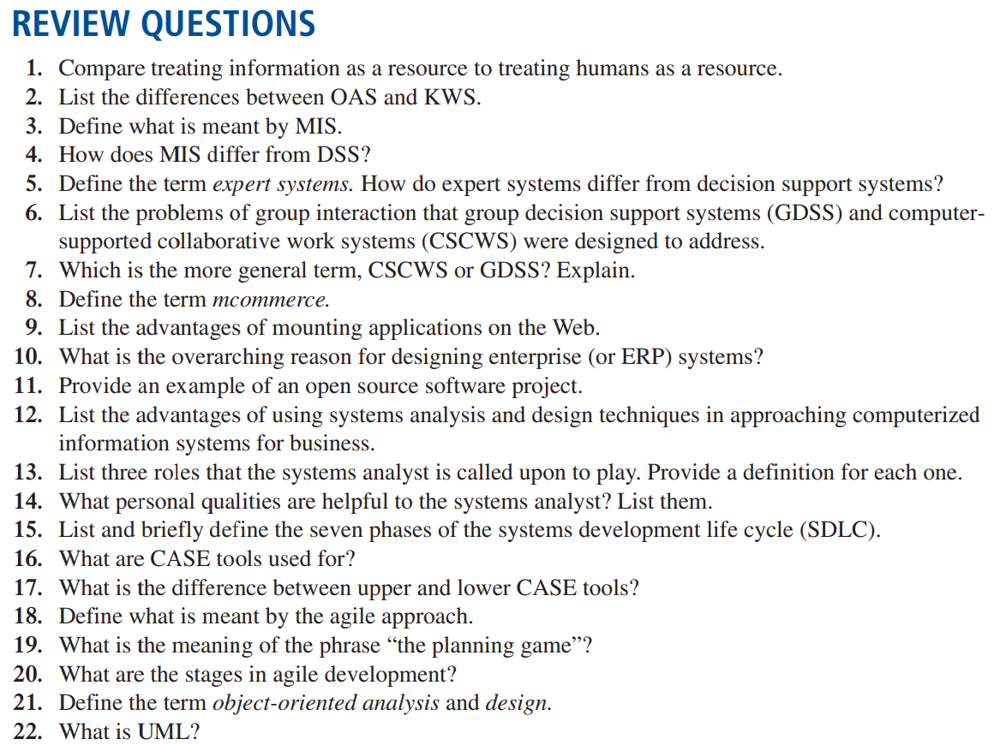 REVIEW QUESTIONS
1. Compare treating information as a resource to treating humans as a resource.
2. List the differences between OAS and KWS.
3. Define what is meant by MIS.
4. How does MIS differ from DSS?
5. Define the term expert systems. How do expert systems differ from decision support systems?
6. List the problems of group interaction that group decision support systems (GDSS) and computer-
supported collaborative work systems (CSCWS) were designed to address.
7. Which is the more general term, CSCWS or GDSS? Explain.
8. Define the term mcommerce.
9. List the advantages of mounting applications on the Web.
10. What is the overarching reason for designing enterprise (or ERP) systems?
11. Provide an example of an open source software project.
12. List the advantages of using systems analysis and design techniques in approaching computerized
information systems for business.
13. List three roles that the systems analyst is called upon to play. Provide a definition for each one.
14. What personal qualities are helpful to the systems analyst? List them.
15. List and briefly define the seven phases of the systems development life cycle (SDLC).
16. What are CASE tools used for?
17. What is the difference between upper and lower CASE tools?
18. Define what is meant by the agile approach.
19. What is the meaning of the phrase “the planning game”?
20. What are the stages in agile development?
21. Define the term object-oriented analysis and design.
22. What is UML?